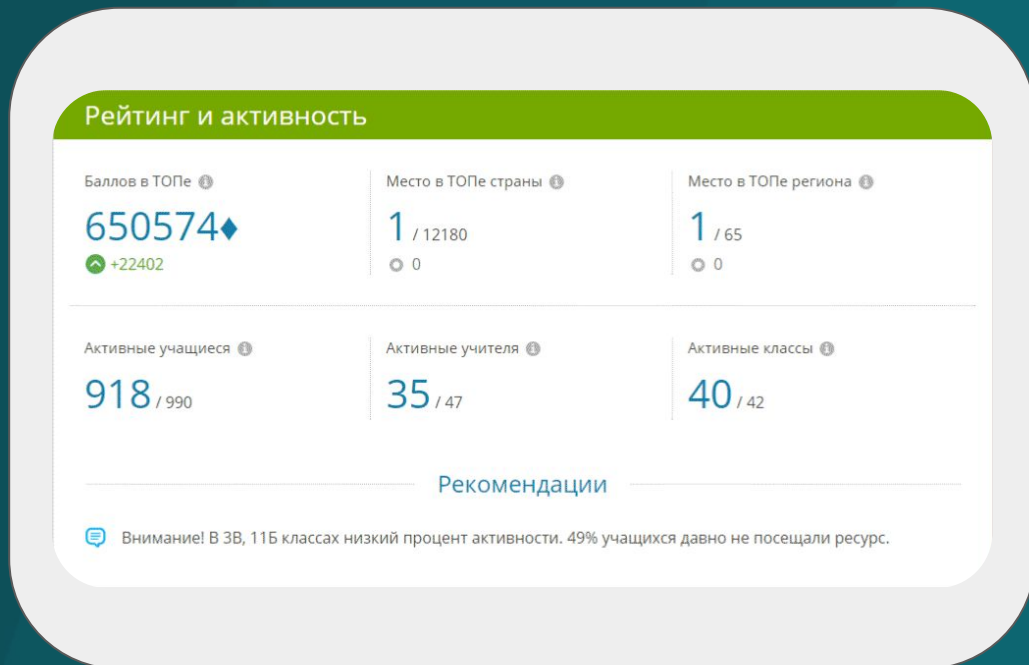 Рейтинг и активность
Баллов в ТОПе
Место в ТОПе страны
Место в ТОПе региона
650574♦
1 / 12180
1 / 65
+22402
0
0
Активные учащиеся
Активные учителя
Активные классы
918 / 990
35 / 47
40 / 42
Рекомендации
Внимание! В 3В, 11Б классах низкий процент активности. 49% учащихся давно не посещали ресурс.